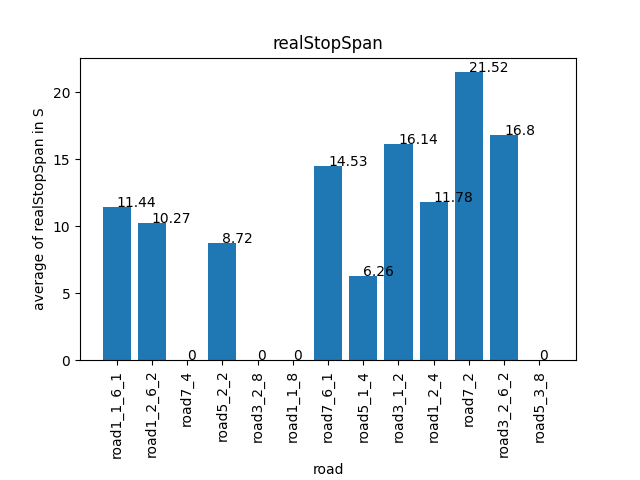 realStopSpan
average of realStopSpan in S
20
15
10
5
0
11.44
10.27
0
8.72
0
0
14.53
6.26
16.14
11.78
21.52
16.8
0
road1_1_6_1
road1_2_6_2
road7_4
road5_2_2
road3_2_8
road1_1_8
road7_6_1
road5_1_4
road3_1_2
road1_2_4
road7_2
road3_2_6_2
road5_3_8
road